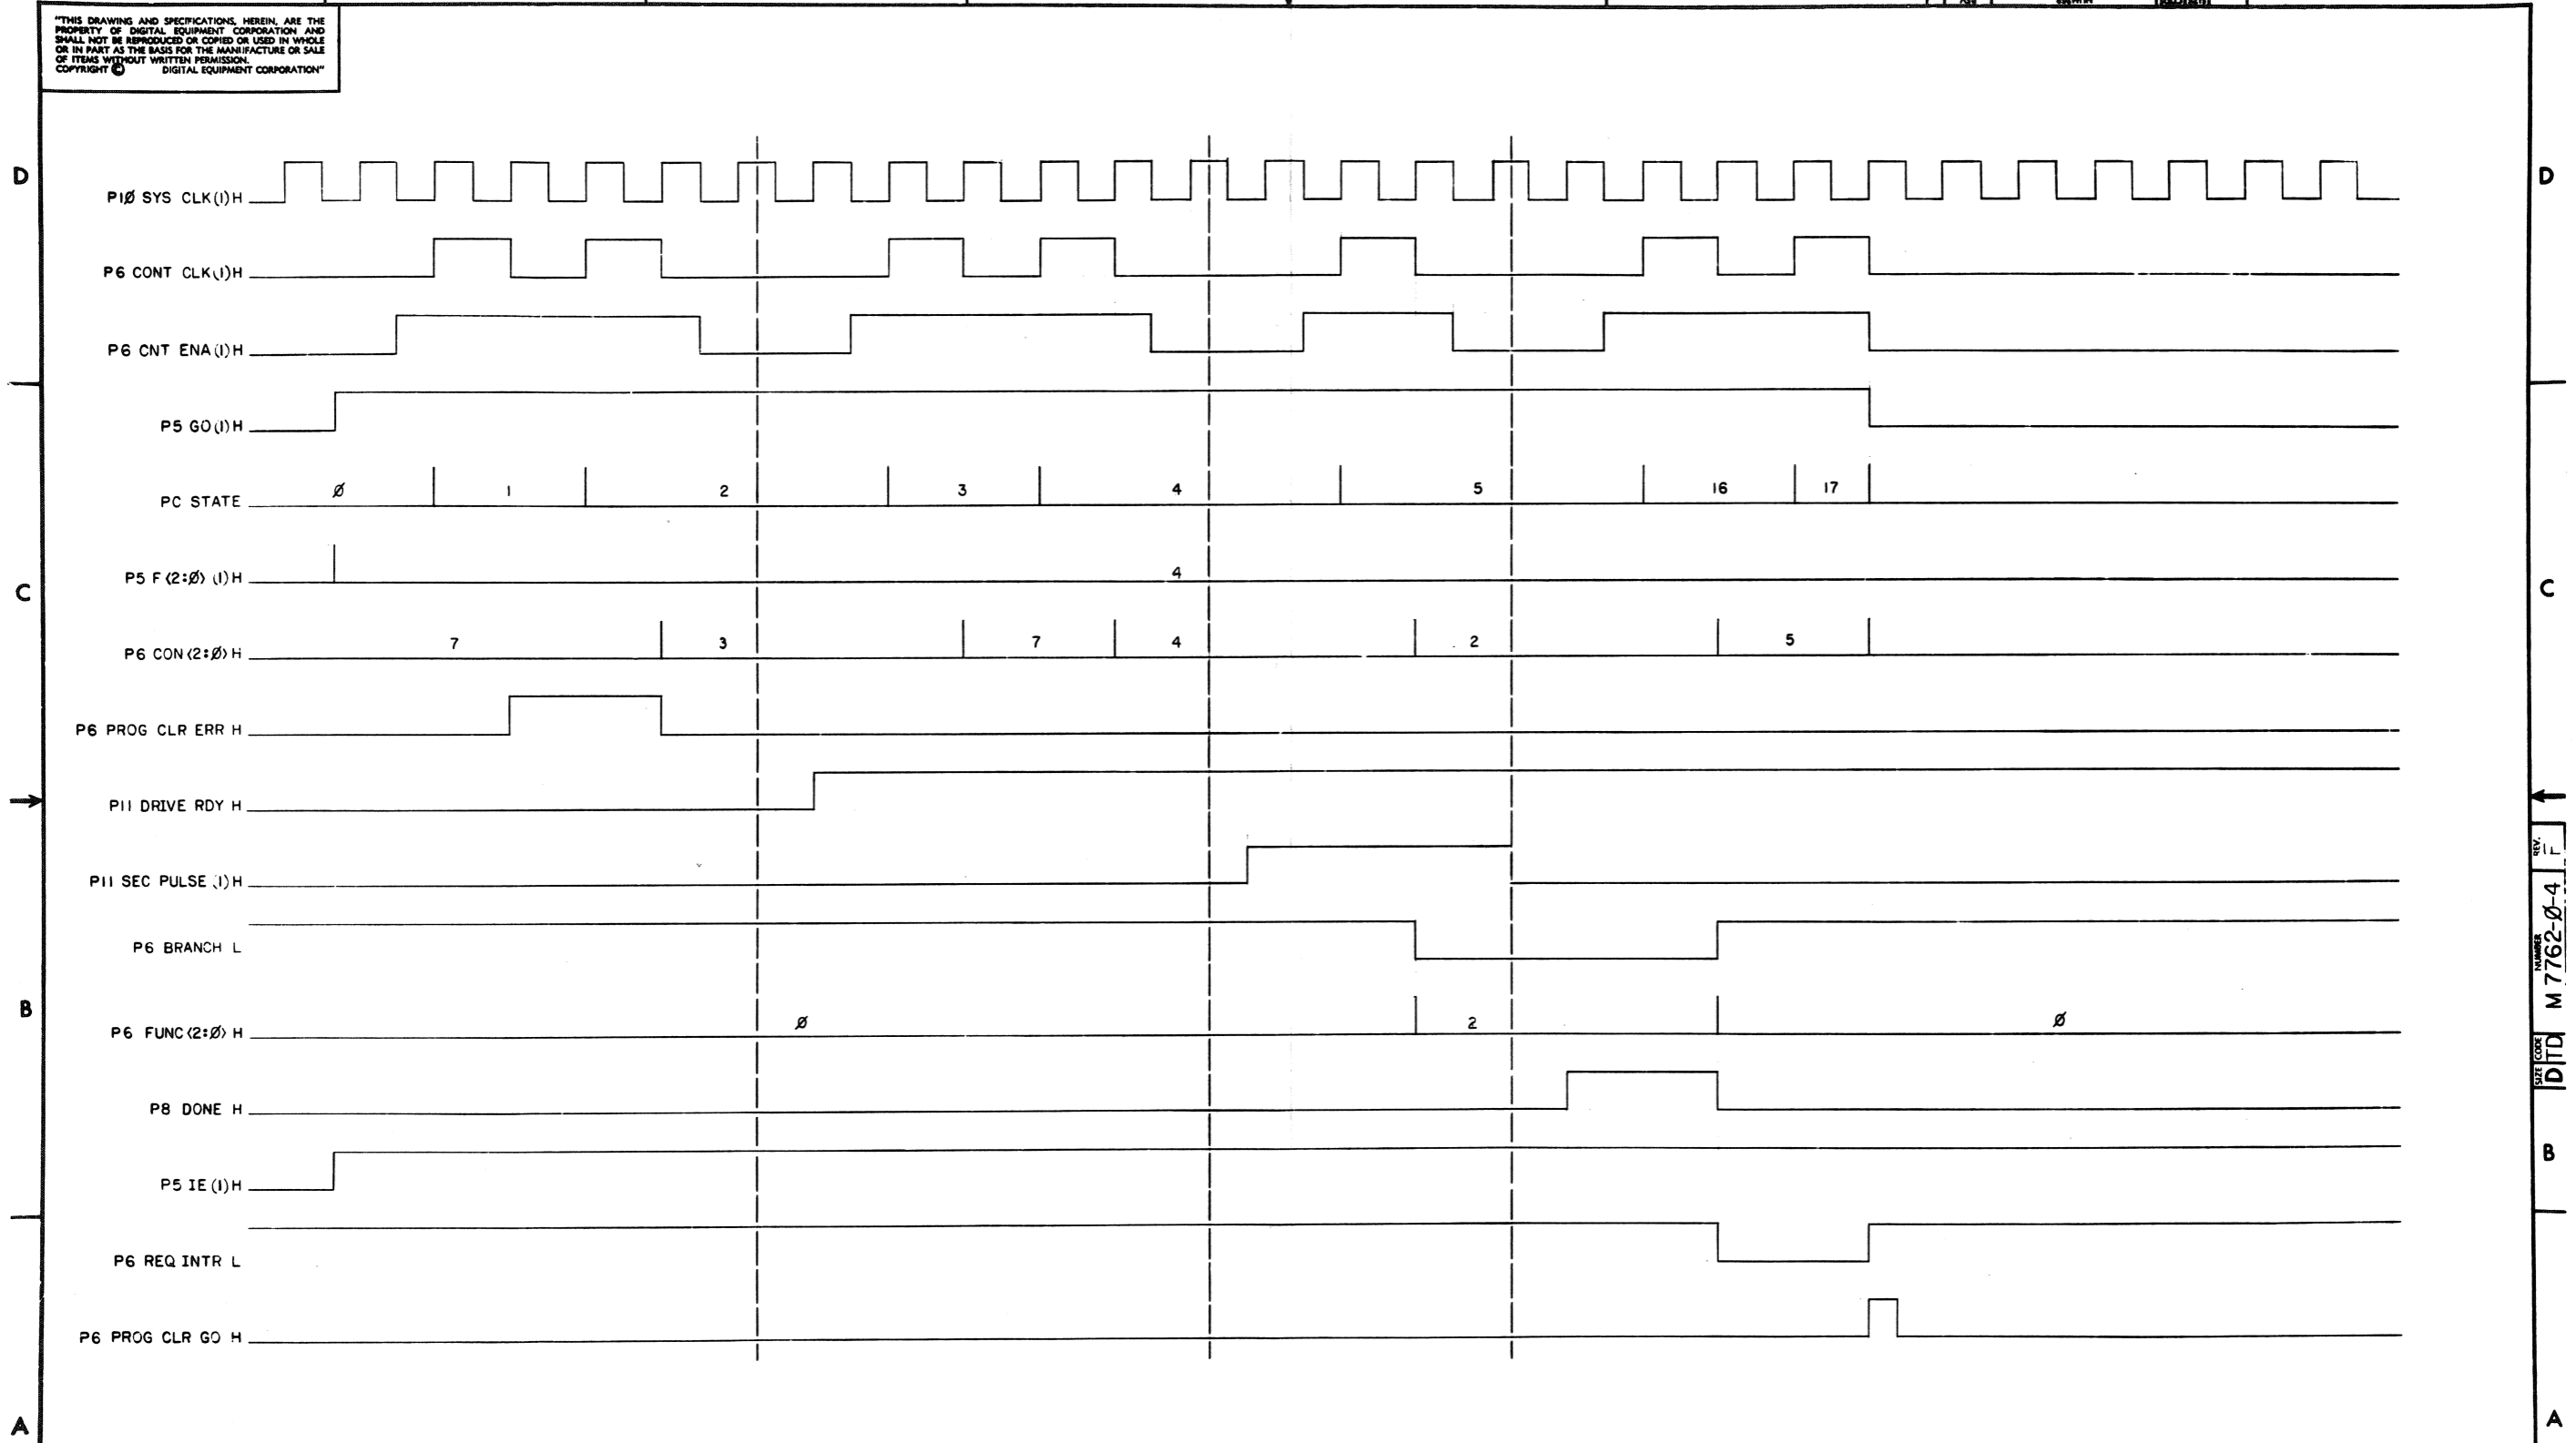 "THIS DRAWING AND SPECIFICATIONS, HEREIN, ARE THE
PROPERTY OF DIGITAL EQUIPMENT CORPORATION AND
SHALL NOT BE REPRODUCED OR COPIED OR USED IN WHOLE
OR IN PART AS THE BASIS FOR THE MANUFACTURE OR SALE
OF ITEMS WITHOUT WRITTEN PERMISSION.
COPYRIGHT © DIGITAL EQUIPMENT CORPORATION"
D
D
P1Ø SYS CLK(1)H
P6 CONT CLK(1)H
P6 CNT ENA(1)H
P5 GO(1)H
PC STATE Ø 1 2 3 4 5 16 17
P5 F<2:Ø> (1)H 4
C
C
P6 CON<2:Ø>H 7 3 7 4 2 5
P6 PROG CLR ERR H
P11 DRIVE RDY H
P11 SEC PULSE (1)H
P6 BRANCH L
B
P6 FUNC<2:Ø>H Ø 2 Ø
P8 DONE H
P5 IE(1)H
B
P6 REQ INTR L
P6 PROG CLR GO H
A
A
SIZE CODE NUMBER REV.
D TD M 7762-Ø-4 F